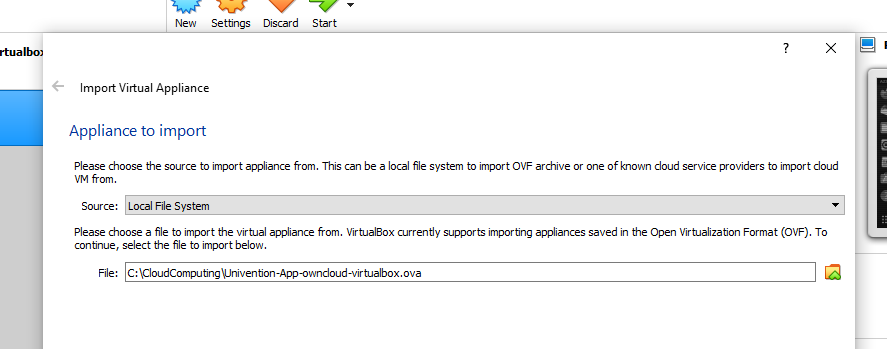 New Settings Discard Start
rtualbox
?
Import Virtual Appliance
Appliance to import
Please choose the source to import appliance from. This can be a local file system to import OVF archive or one of known cloud service providers to import cloud
VM from.
Source: Local File System
Please choose a file to import the virtual appliance from. VirtualBox currently supports importing appliances saved in the Open Virtualization Format (OVF). To
continue, select the file to import below.
File: C:\CloudComputing\Univention-App-owncloud-virtualbox.ova